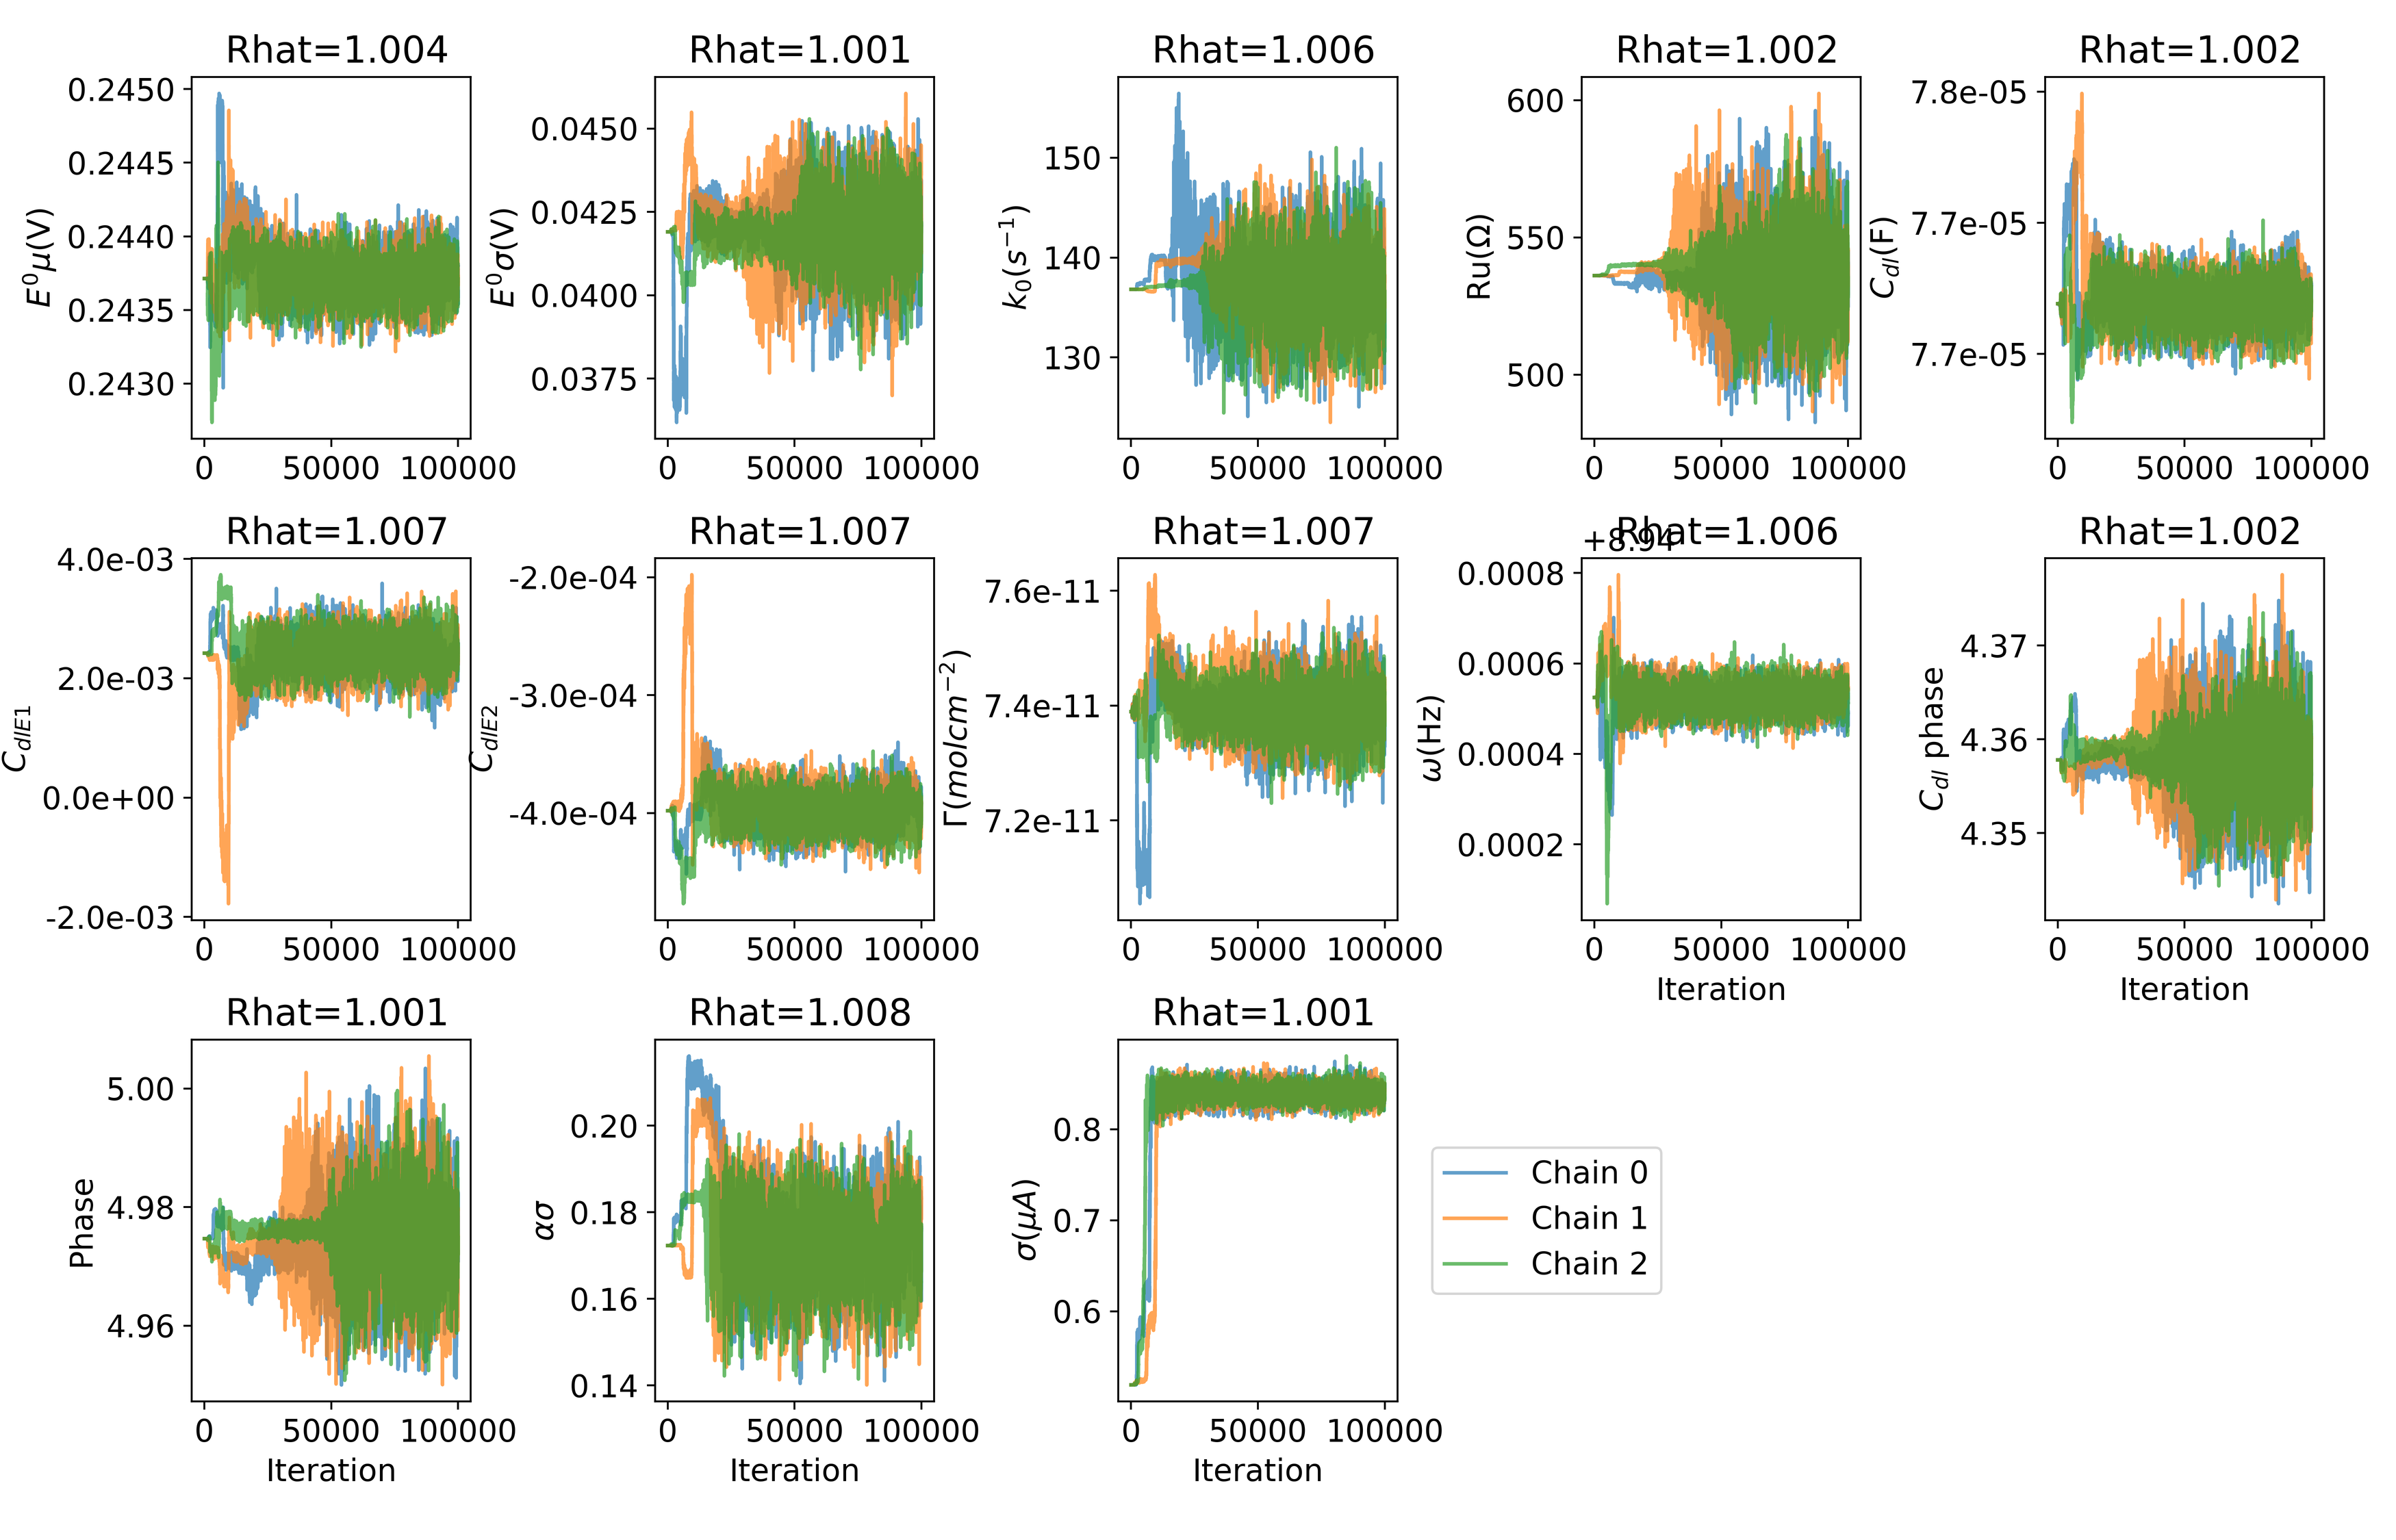 Rhat=1.004
0.2450
0.2445
0.2440
0.2435
0.2430
E⁰μ(V)
0 50000 100000
Rhat=1.001
0.0450
0.0425
0.0400
0.0375
E⁰σ(V)
0 50000 100000
Rhat=1.006
150
140
130
k₀(s⁻¹)
0 50000 100000
Rhat=1.002
600
550
500
Ru(Ω)
0 50000 100000
Rhat=1.002
7.8e-05
7.7e-05
7.7e-05
C_{dl}(F)
0 50000 100000
Rhat=1.007
4.0e-03
2.0e-03
0.0e+00
-2.0e-03
C_{dlE1}
0 50000 100000
Rhat=1.007
-2.0e-04
-3.0e-04
-4.0e-04
C_{dlE2}
0 50000 100000
Rhat=1.007
7.6e-11
7.4e-11
7.2e-11
Γ(molcm⁻²)
0 50000 100000
Rhat=1.006
+8.94
0.0008
0.0006
0.0004
0.0002
ω(Hz)
0 50000 100000
Iteration
Rhat=1.002
4.37
4.36
4.35
C_{dl} phase
0 50000 100000
Iteration
Rhat=1.001
5.00
4.98
4.96
Phase
0 50000 100000
Iteration
Rhat=1.008
0.20
0.18
0.16
0.14
ασ
0 50000 100000
Iteration
Rhat=1.001
0.8
0.7
0.6
σ(μA)
0 50000 100000
Iteration
Chain 0
Chain 1
Chain 2